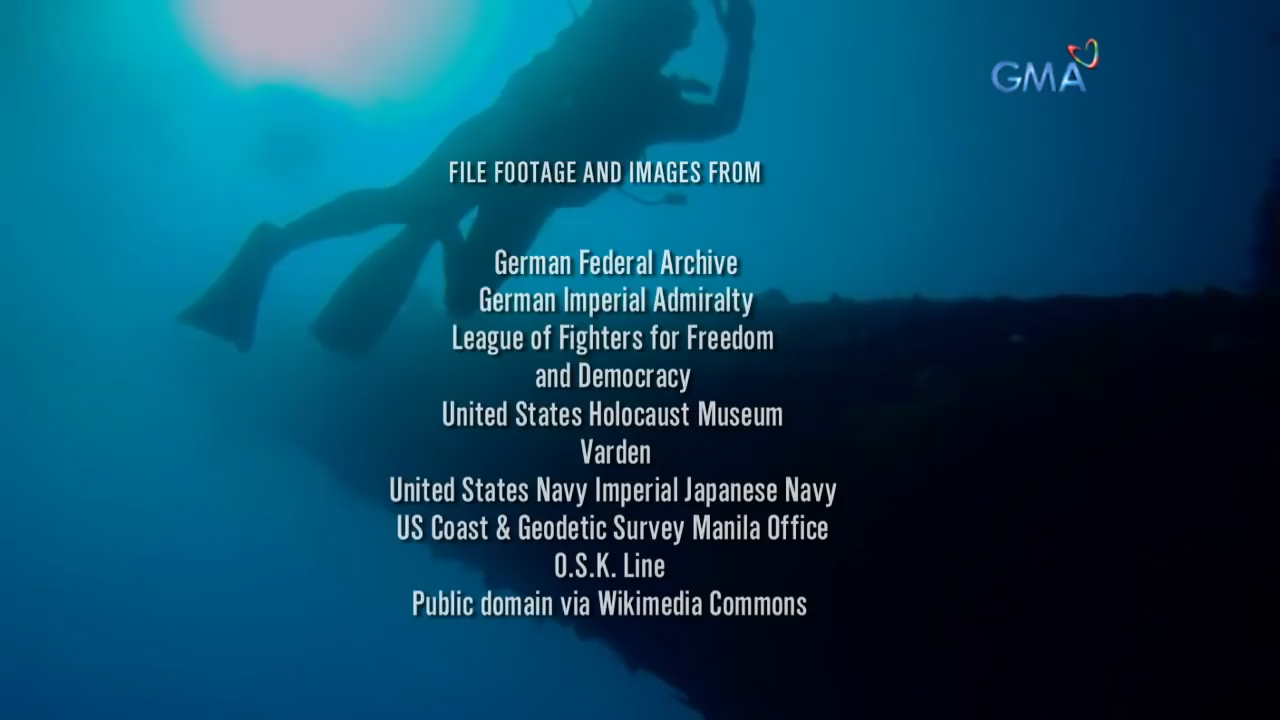 GMA
FILE FOOTAGE AND IMAGES FROM
German Federal Archive
German Imperial Admiralty
League of Fighters for Freedom
and Democracy
United States Holocaust Museum
Varden
United States Navy Imperial Japanese Navy
US Coast & Geodetic Survey Manila Office
O.S.K. Line
Public domain via Wikimedia Commons